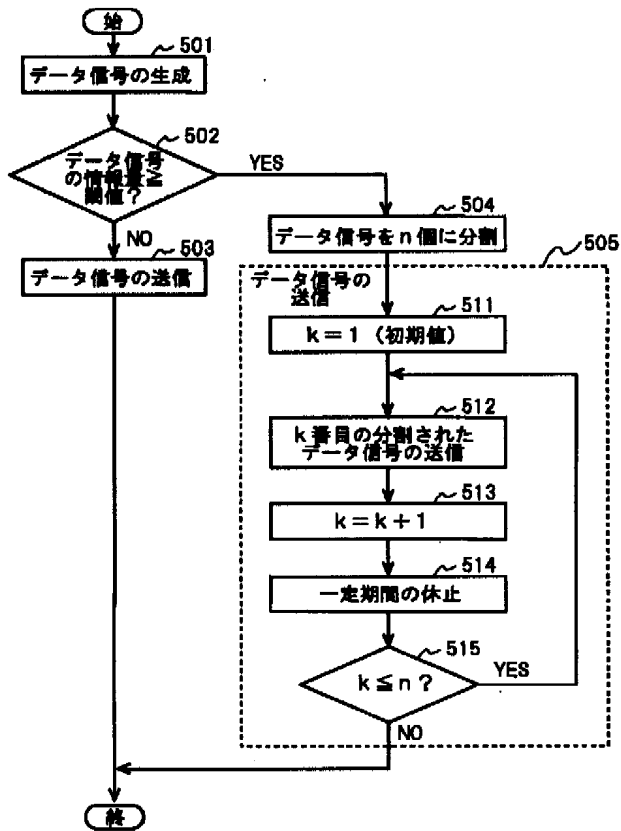 始
501
データ信号の生成
502
データ信号
の情報量≧
閾値？
YES
NO
503
データ信号の送信
504
データ信号をn個に分割
505
データ信号の
送信
511
k＝1（初期値）
512
k番目の分割された
データ信号の送信
513
k＝k＋1
514
一定期間の休止
515
k≦n？
YES
NO
終